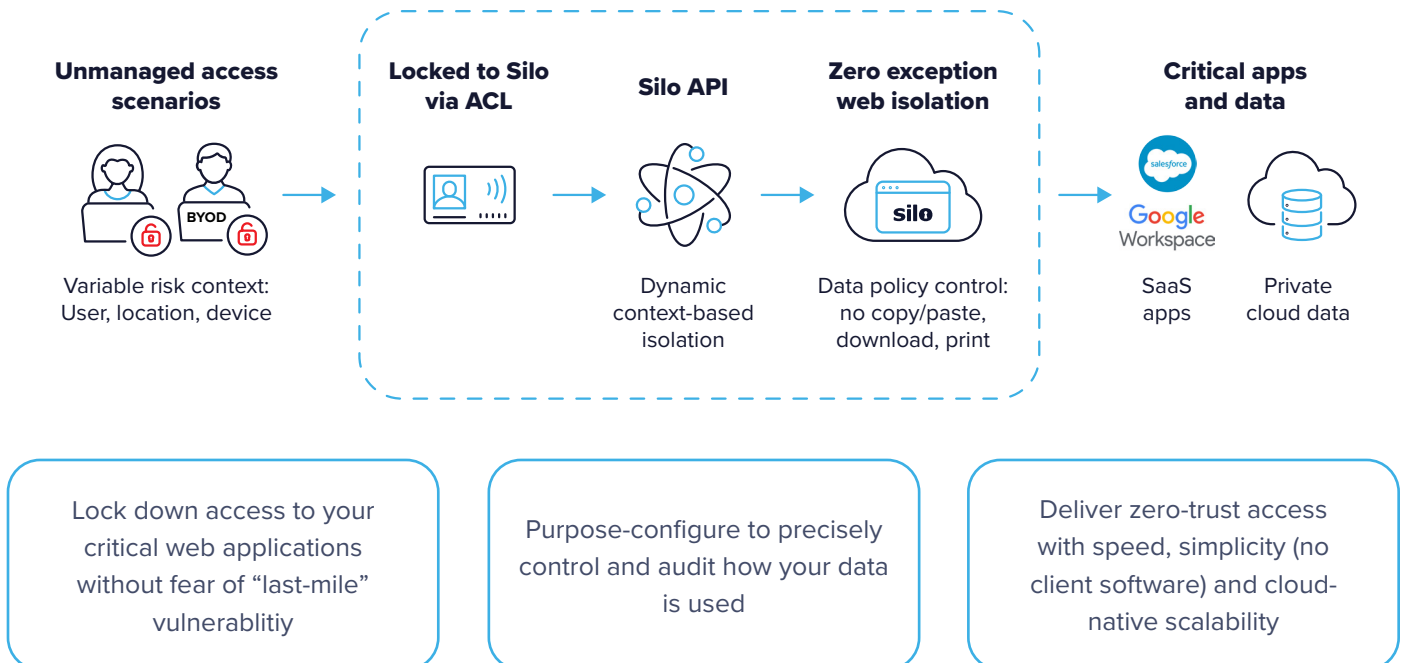 Unmanaged access
scenarios
BYOD
Variable risk context:
User, location, device
Locked to Silo
via ACL
Silo API
Dynamic
context-based
isolation
Zero exception
web isolation
silo
Data policy control:
no copy/paste,
download, print
Critical apps
and data
salesforce
Google
Workspace
SaaS
apps
Private
cloud data
Lock down access to your
critical web applications
without fear of “last-mile”
vulnerablitiy
Purpose-configure to precisely
control and audit how your data
is used
Deliver zero-trust access
with speed, simplicity (no
client software) and cloud-
native scalability